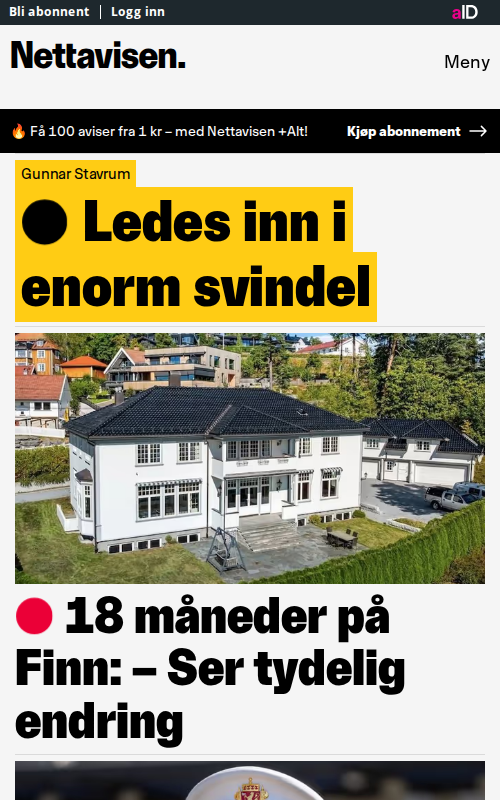 Bli abonnent | Logg inn
aID
Nettavisen.
Meny
🔥 Få 100 aviser fra 1 kr – med Nettavisen +Alt!
Kjøp abonnement →
Gunnar Stavrum
Ledes inn i
enorm svindel
18 måneder på
Finn: – Ser tydelig
endring